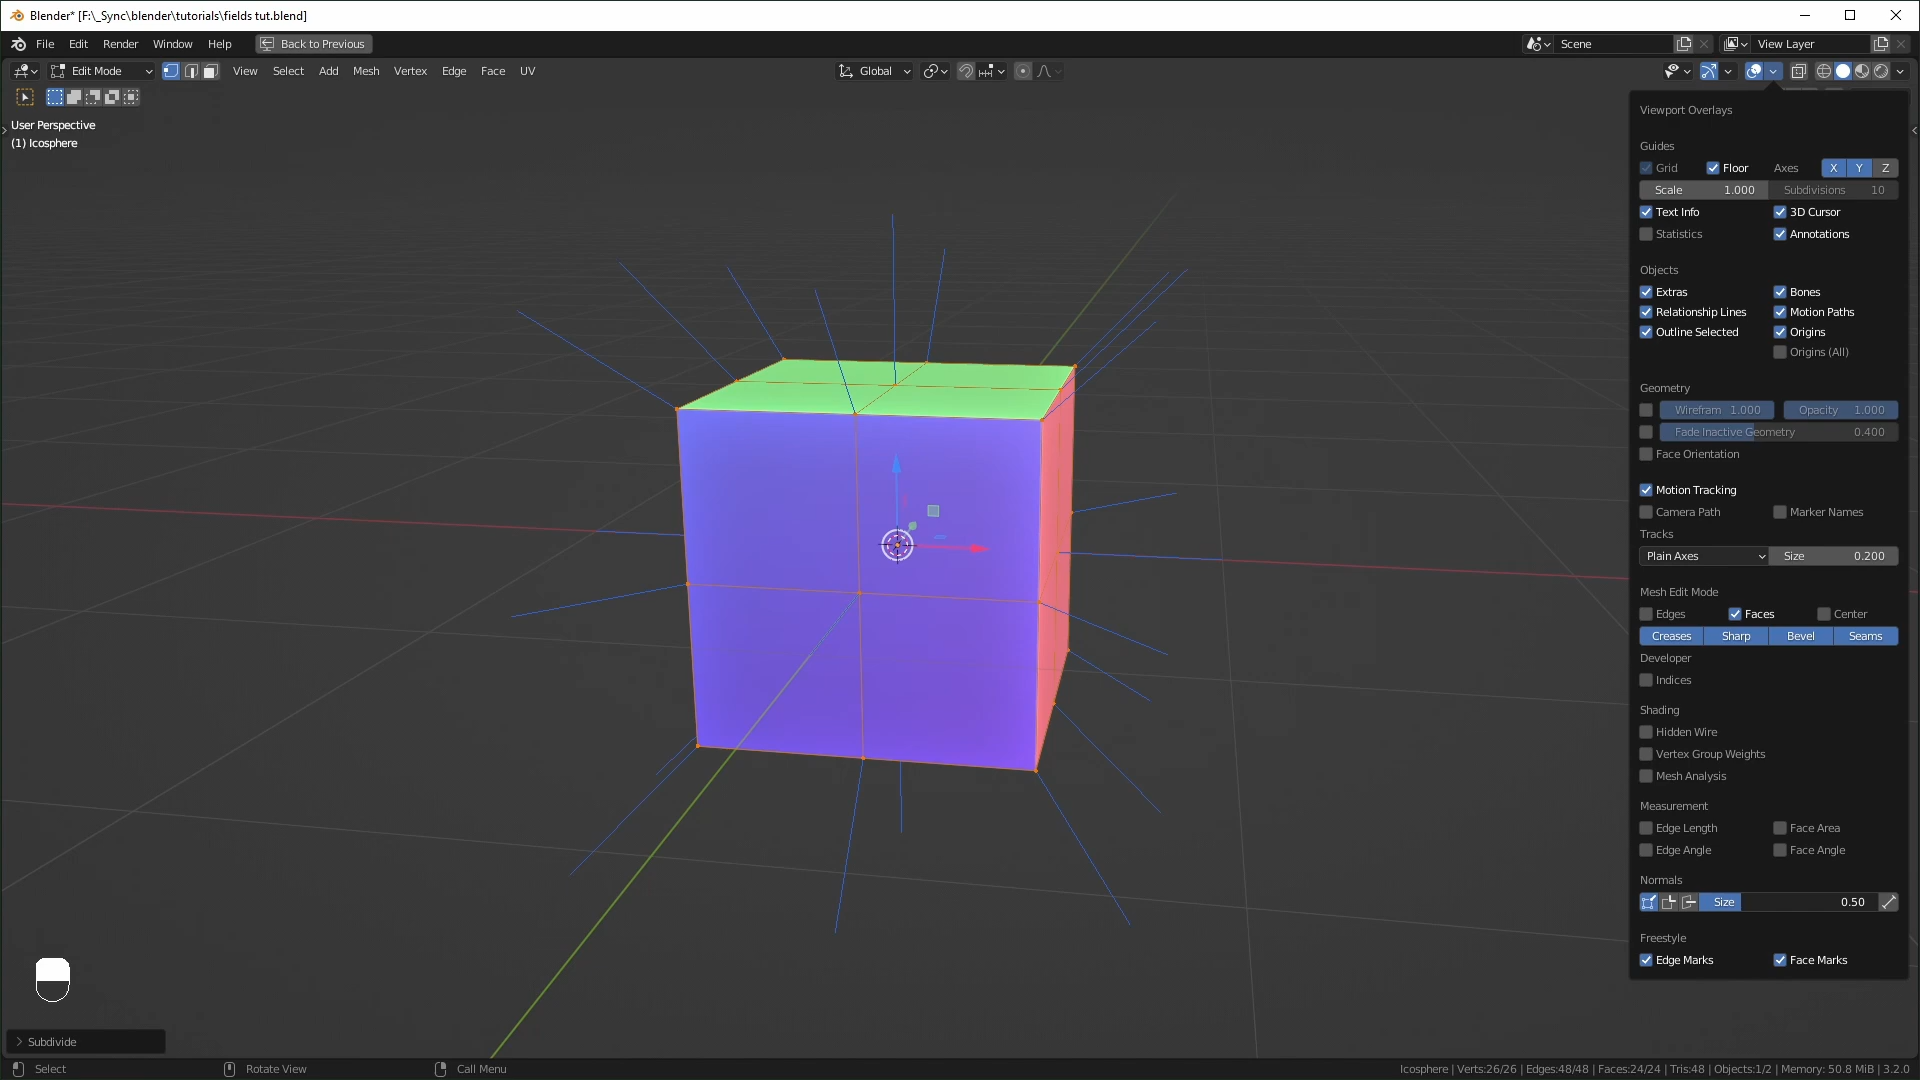 Blender* [F:\_Sync\blender\tutorials\fields tut.blend]
File Edit Render Window Help Back to Previous Scene View Layer
Edit Mode View Select Add Mesh Vertex Edge Face UV Global
User Perspective
(1) Icosphere
Viewport Overlays
Guides
Grid Floor Axes X Y Z
Scale 1.000 Subdivisions 10
Text Info 3D Cursor
Statistics Annotations
Objects
Extras Bones
Relationship Lines Motion Paths
Outline Selected Origins
Origins (All)
Geometry
Wirefram 1.000 Opacity 1.000
Fade Inactive Geometry 0.400
Face Orientation
Motion Tracking
Camera Path Marker Names
Tracks
Plain Axes Size 0.200
Mesh Edit Mode
Edges Faces Center
Creases Sharp Bevel Seams
Developer
Indices
Shading
Hidden Wire
Vertex Group Weights
Mesh Analysis
Measurement
Edge Length Face Area
Edge Angle Face Angle
Normals
Size 0.50
Freestyle
Edge Marks Face Marks
Subdivide
Select Rotate View Call Menu Icosphere | Verts:26/26 | Edges:48/48 | Faces:24/24 | Tris:48 | Objects:1/2 | Memory: 50.8 MiB | 3.2.0